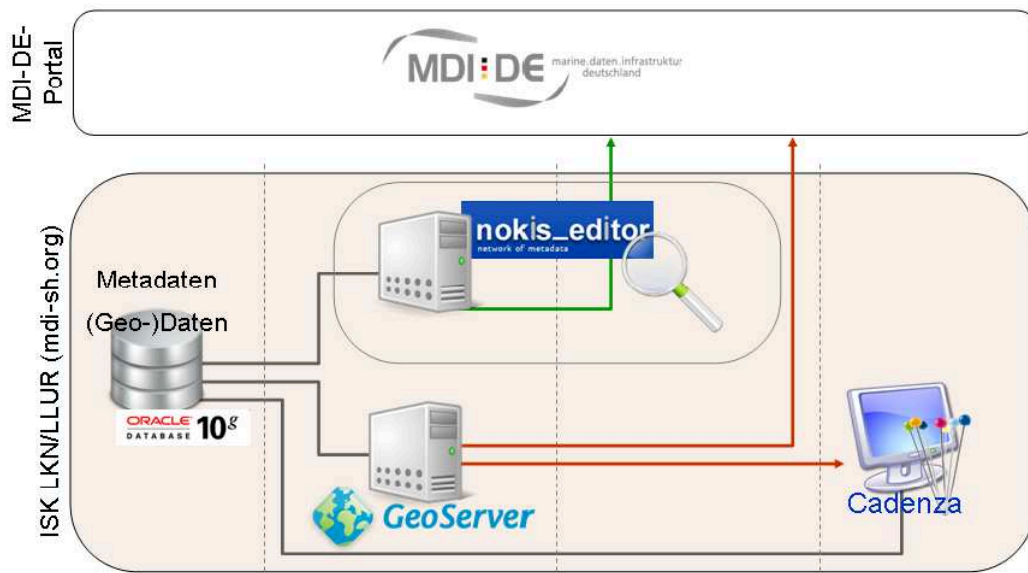 MDI-DE-
Portal
MDI:DE
marine.daten.infrastruktur
deutschland
ISK LKN/LLUR (mdi-sh.org)
nokis_editor
network of metadata
Metadaten
(Geo-)Daten
ORACLE
DATABASE 10g
GeoServer
Cadenza